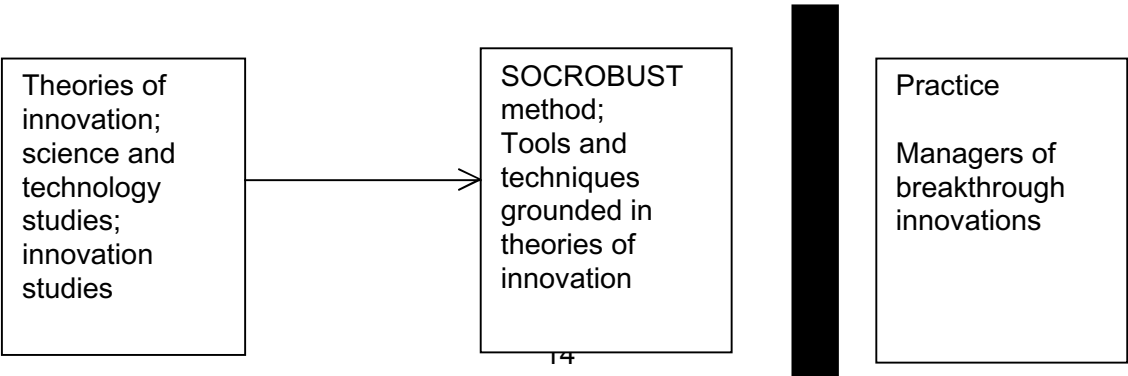 Theories of
innovation;
science and
technology
studies;
innovation
studies
SOCROBUST
method;
Tools and
techniques
grounded in
theories of
innovation
Practice
Managers of
breakthrough
innovations
14